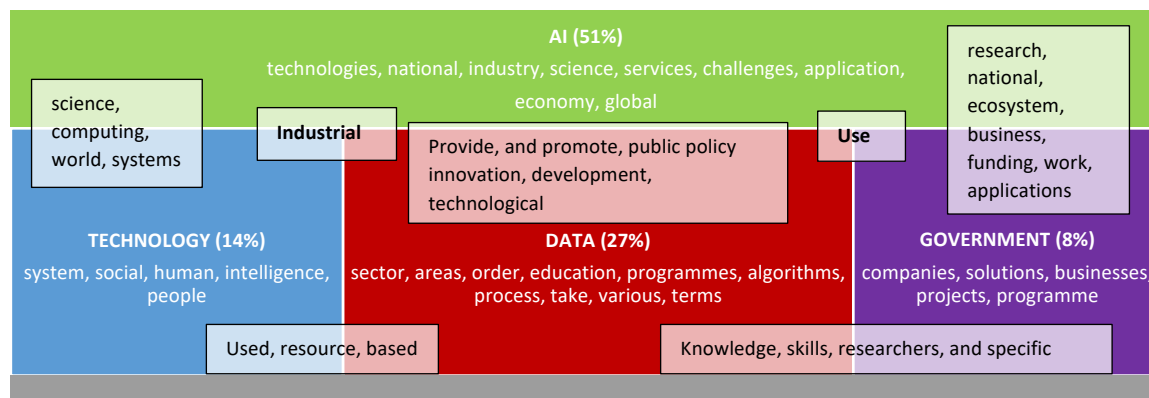 AI (51%)
technologies, national, industry, science, services, challenges, application,
economy, global
science,
computing,
world, systems
Industrial
Provide, and promote, public policy
innovation, development,
technological
Use
research,
national,
ecosystem,
business,
funding, work,
applications
TECHNOLOGY (14%)
system, social, human, intelligence,
people
DATA (27%)
sector, areas, order, education, programmes, algorithms,
process, take, various, terms
GOVERNMENT (8%)
companies, solutions, businesses,
projects, programme
Used, resource, based
Knowledge, skills, researchers, and specific